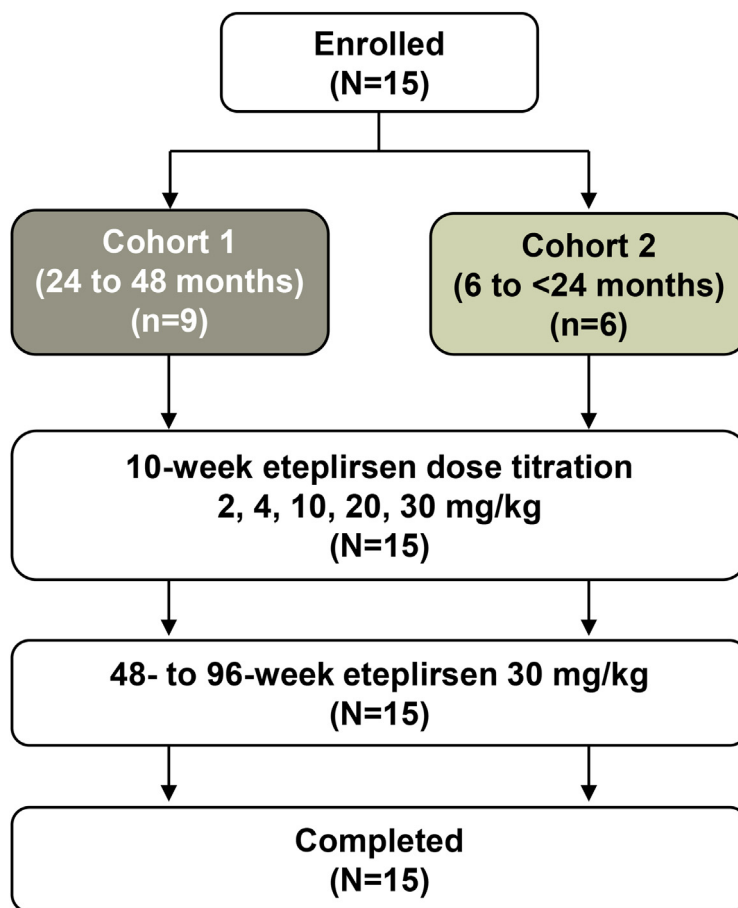 Enrolled
(N=15)
Cohort 1
(24 to 48 months)
(n=9)
Cohort 2
(6 to <24 months)
(n=6)
10-week eteplirsen dose titration
2, 4, 10, 20, 30 mg/kg
(N=15)
48- to 96-week eteplirsen 30 mg/kg
(N=15)
Completed
(N=15)